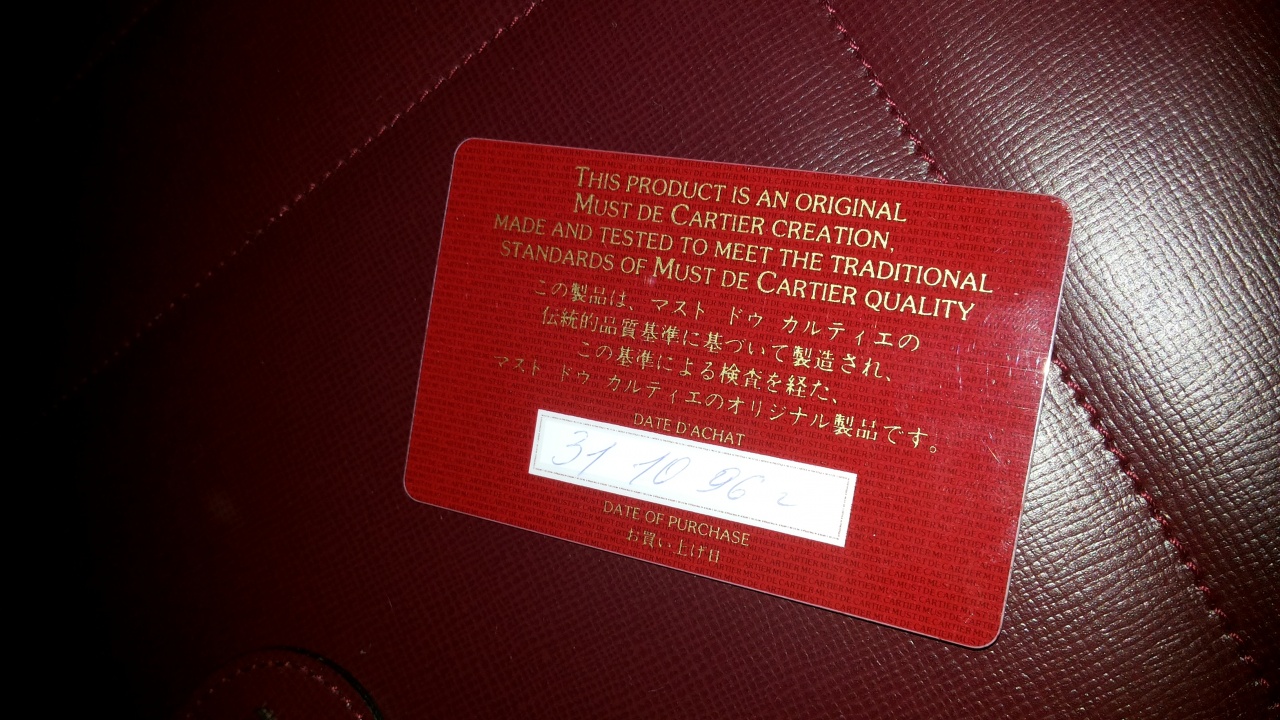 THIS PRODUCT IS AN ORIGINAL
MUST DE CARTIER CREATION,
MADE AND TESTED TO MEET THE TRADITIONAL
STANDARDS OF MUST DE CARTIER QUALITY
この製品は、マスト ドゥ カルティエの
伝統的品質基準に基づいて製造され、
この基準による検査を経た、
マスト ドゥ カルティエのオリジナル製品です。
DATE D'ACHAT
31 10 96 г
DATE OF PURCHASE
お買い上げ日